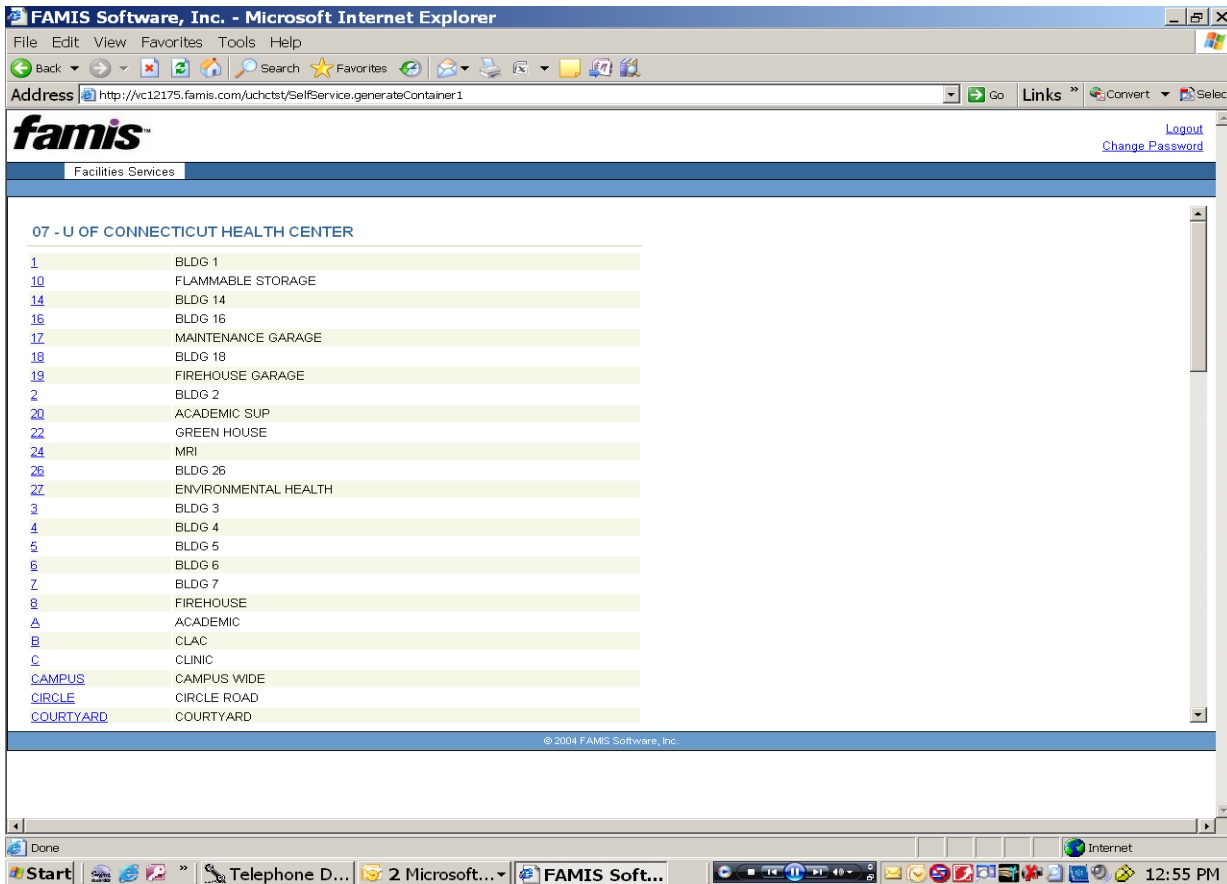 FAMIS Software, Inc. - Microsoft Internet Explorer
File Edit View Favorites Tools Help
Back Search Favorites
Address http://vc12175.famis.com/uchctst/SelfService.generateContainer1 Go Links » Convert Selec
famis™
Logout
Change Password
Facilities Services
07 - U OF CONNECTICUT HEALTH CENTER
1 BLDG 1
10 FLAMMABLE STORAGE
14 BLDG 14
16 BLDG 16
17 MAINTENANCE GARAGE
18 BLDG 18
19 FIREHOUSE GARAGE
2 BLDG 2
20 ACADEMIC SUP
22 GREEN HOUSE
24 MRI
26 BLDG 26
27 ENVIRONMENTAL HEALTH
3 BLDG 3
4 BLDG 4
5 BLDG 5
6 BLDG 6
7 BLDG 7
8 FIREHOUSE
A ACADEMIC
B CLAC
C CLINIC
CAMPUS CAMPUS WIDE
CIRCLE CIRCLE ROAD
COURTYARD COURTYARD
© 2004 FAMIS Software, Inc.
Done Internet
Start » Telephone D... 2 Microsoft... FAMIS Soft... 12:55 PM